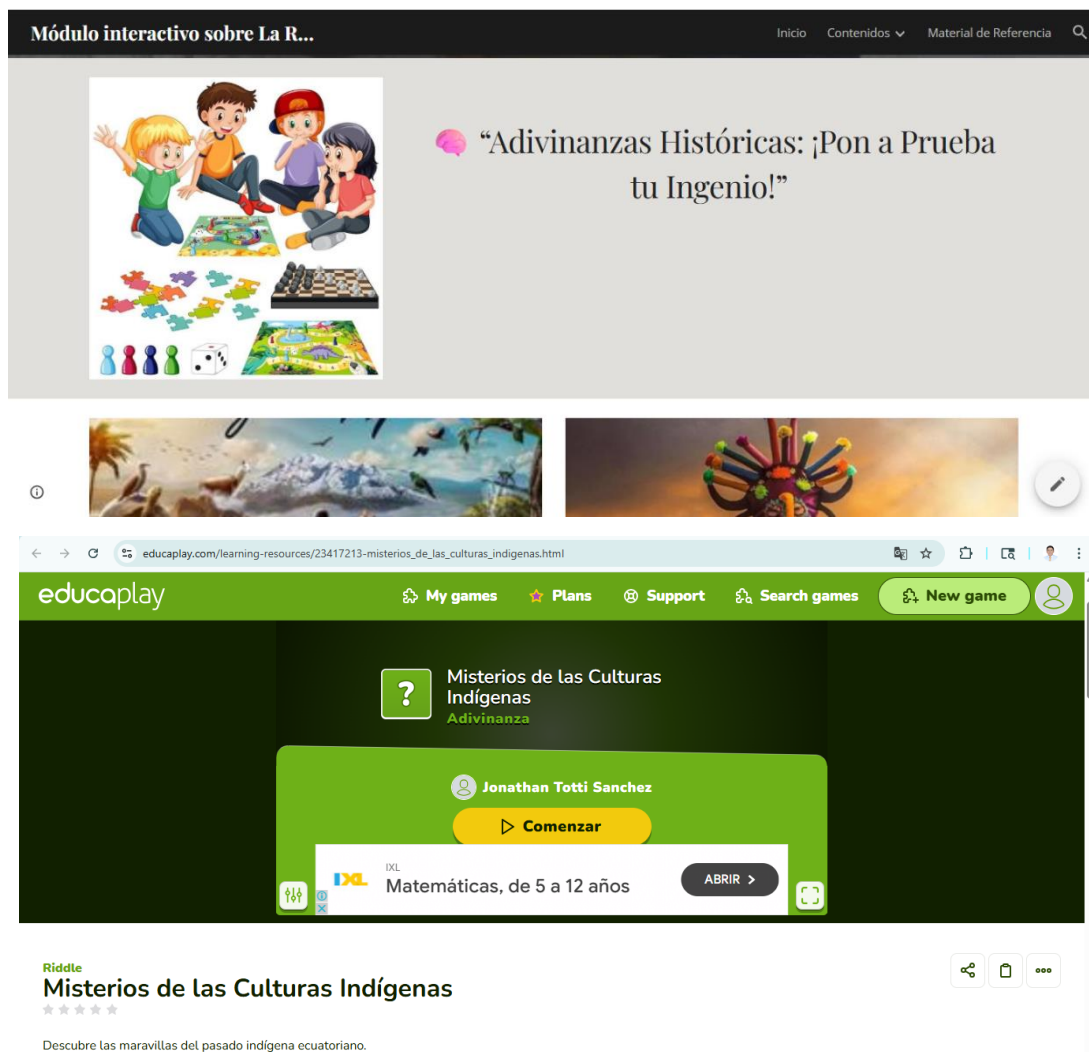 Módulo interactivo sobre La R...
Inicio Contenidos Material de Referencia
“Adivinanzas Históricas: ¡Pon a Prueba
tu Ingenio!”
educaplay.com/learning-resources/23417213-misterios_de_las_culturas_indigenas.html
educaplay
My games Plans Support Search games New game
?
Misterios de las Culturas
Indígenas
Adivinanza
Jonathan Totti Sanchez
Comenzar
IXL
IXL
Matemáticas, de 5 a 12 años
ABRIR
Riddle
Misterios de las Culturas Indígenas
Descubre las maravillas del pasado indígena ecuatoriano.